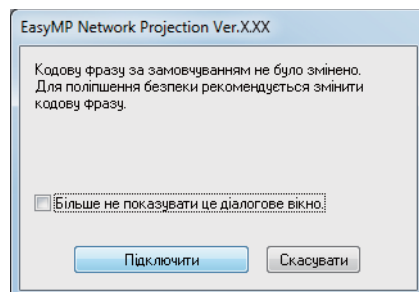 EasyMP Network Projection Ver.X.XX
Кодову фразу за замовчуванням не було змінено.
Для поліпшення безпеки рекомендується змінити
кодову фразу.
Більше не показувати це діалогове вікно.
Підключити
Скасувати